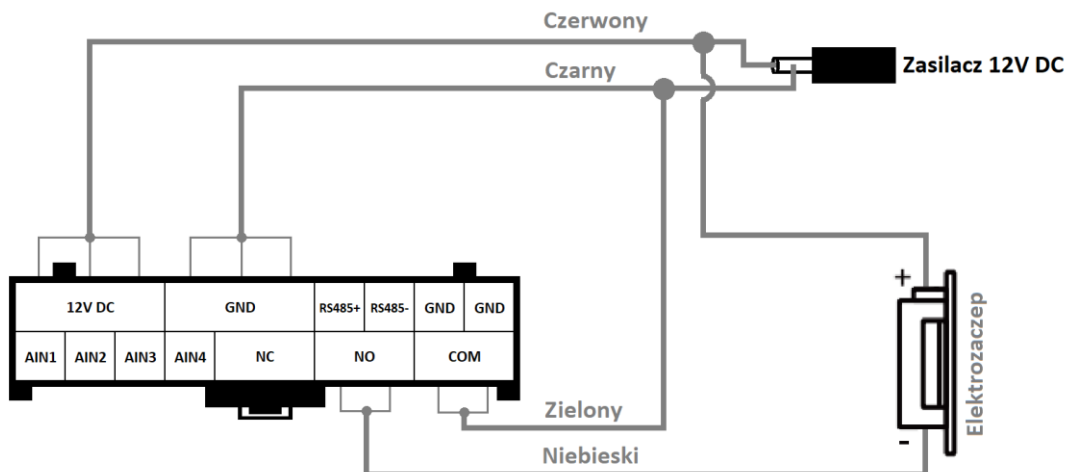 Czerwony
Czarny
Zasilacz 12V DC
12V DC GND RS485+ RS485- GND GND
AIN1 AIN2 AIN3 AIN4 NC NO COM
+
-
Elektrozaczep
Zielony
Niebieski